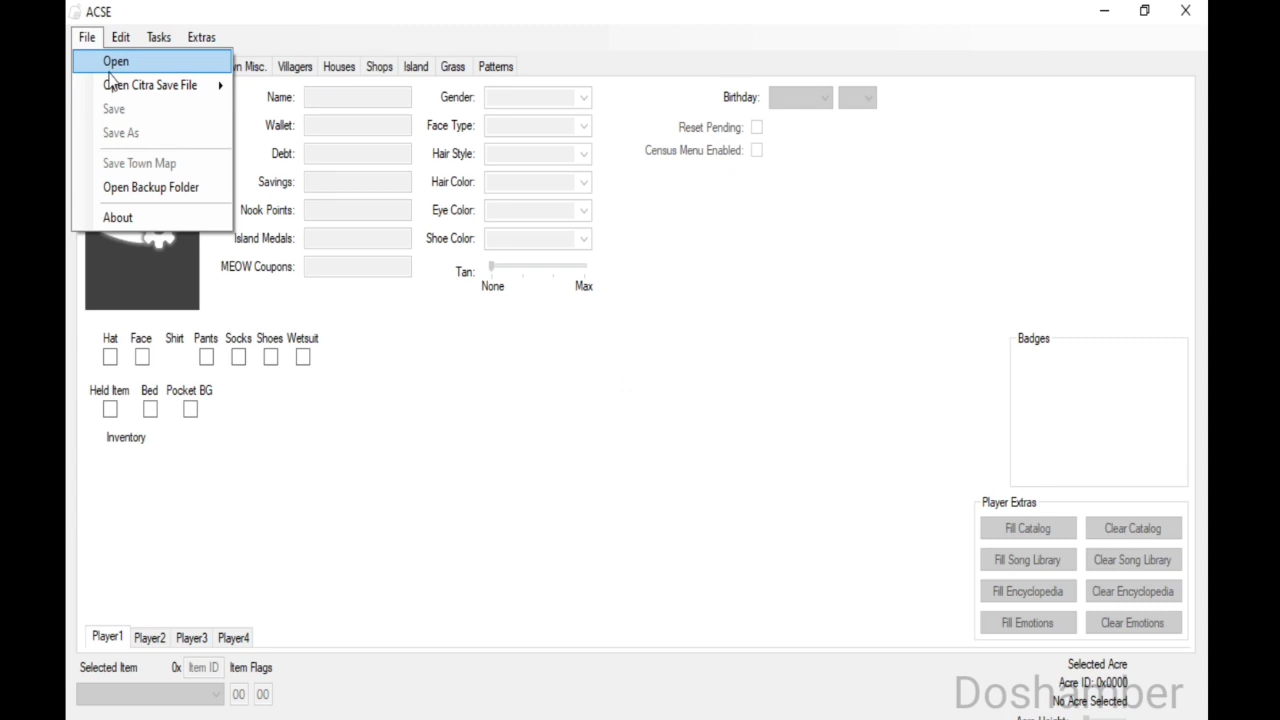 ACSE
File Edit Tasks Extras
Open
Open Citra Save File
Save
Save As
Save Town Map
Open Backup Folder
About
wn Misc. Villagers Houses Shops Island Grass Patterns
Name:
Wallet:
Debt:
Savings:
Nook Points:
Island Medals:
MEOW Coupons:
Gender:
Face Type:
Hair Style:
Hair Color:
Eye Color:
Shoe Color:
Tan:
None Max
Birthday:
Reset Pending:
Census Menu Enabled:
Hat Face Shirt Pants Socks Shoes Wetsuit
Held Item Bed Pocket BG
Inventory
Badges
Player Extras
Fill Catalog Clear Catalog
Fill Song Library Clear Song Library
Fill Encyclopedia Clear Encyclopedia
Fill Emotions Clear Emotions
Player1 Player2 Player3 Player4
Selected Item 0x Item ID Item Flags
00 00
Selected Acre
Acre ID: 0x0000
No Acre Selected
Acre Height:
Doshamber